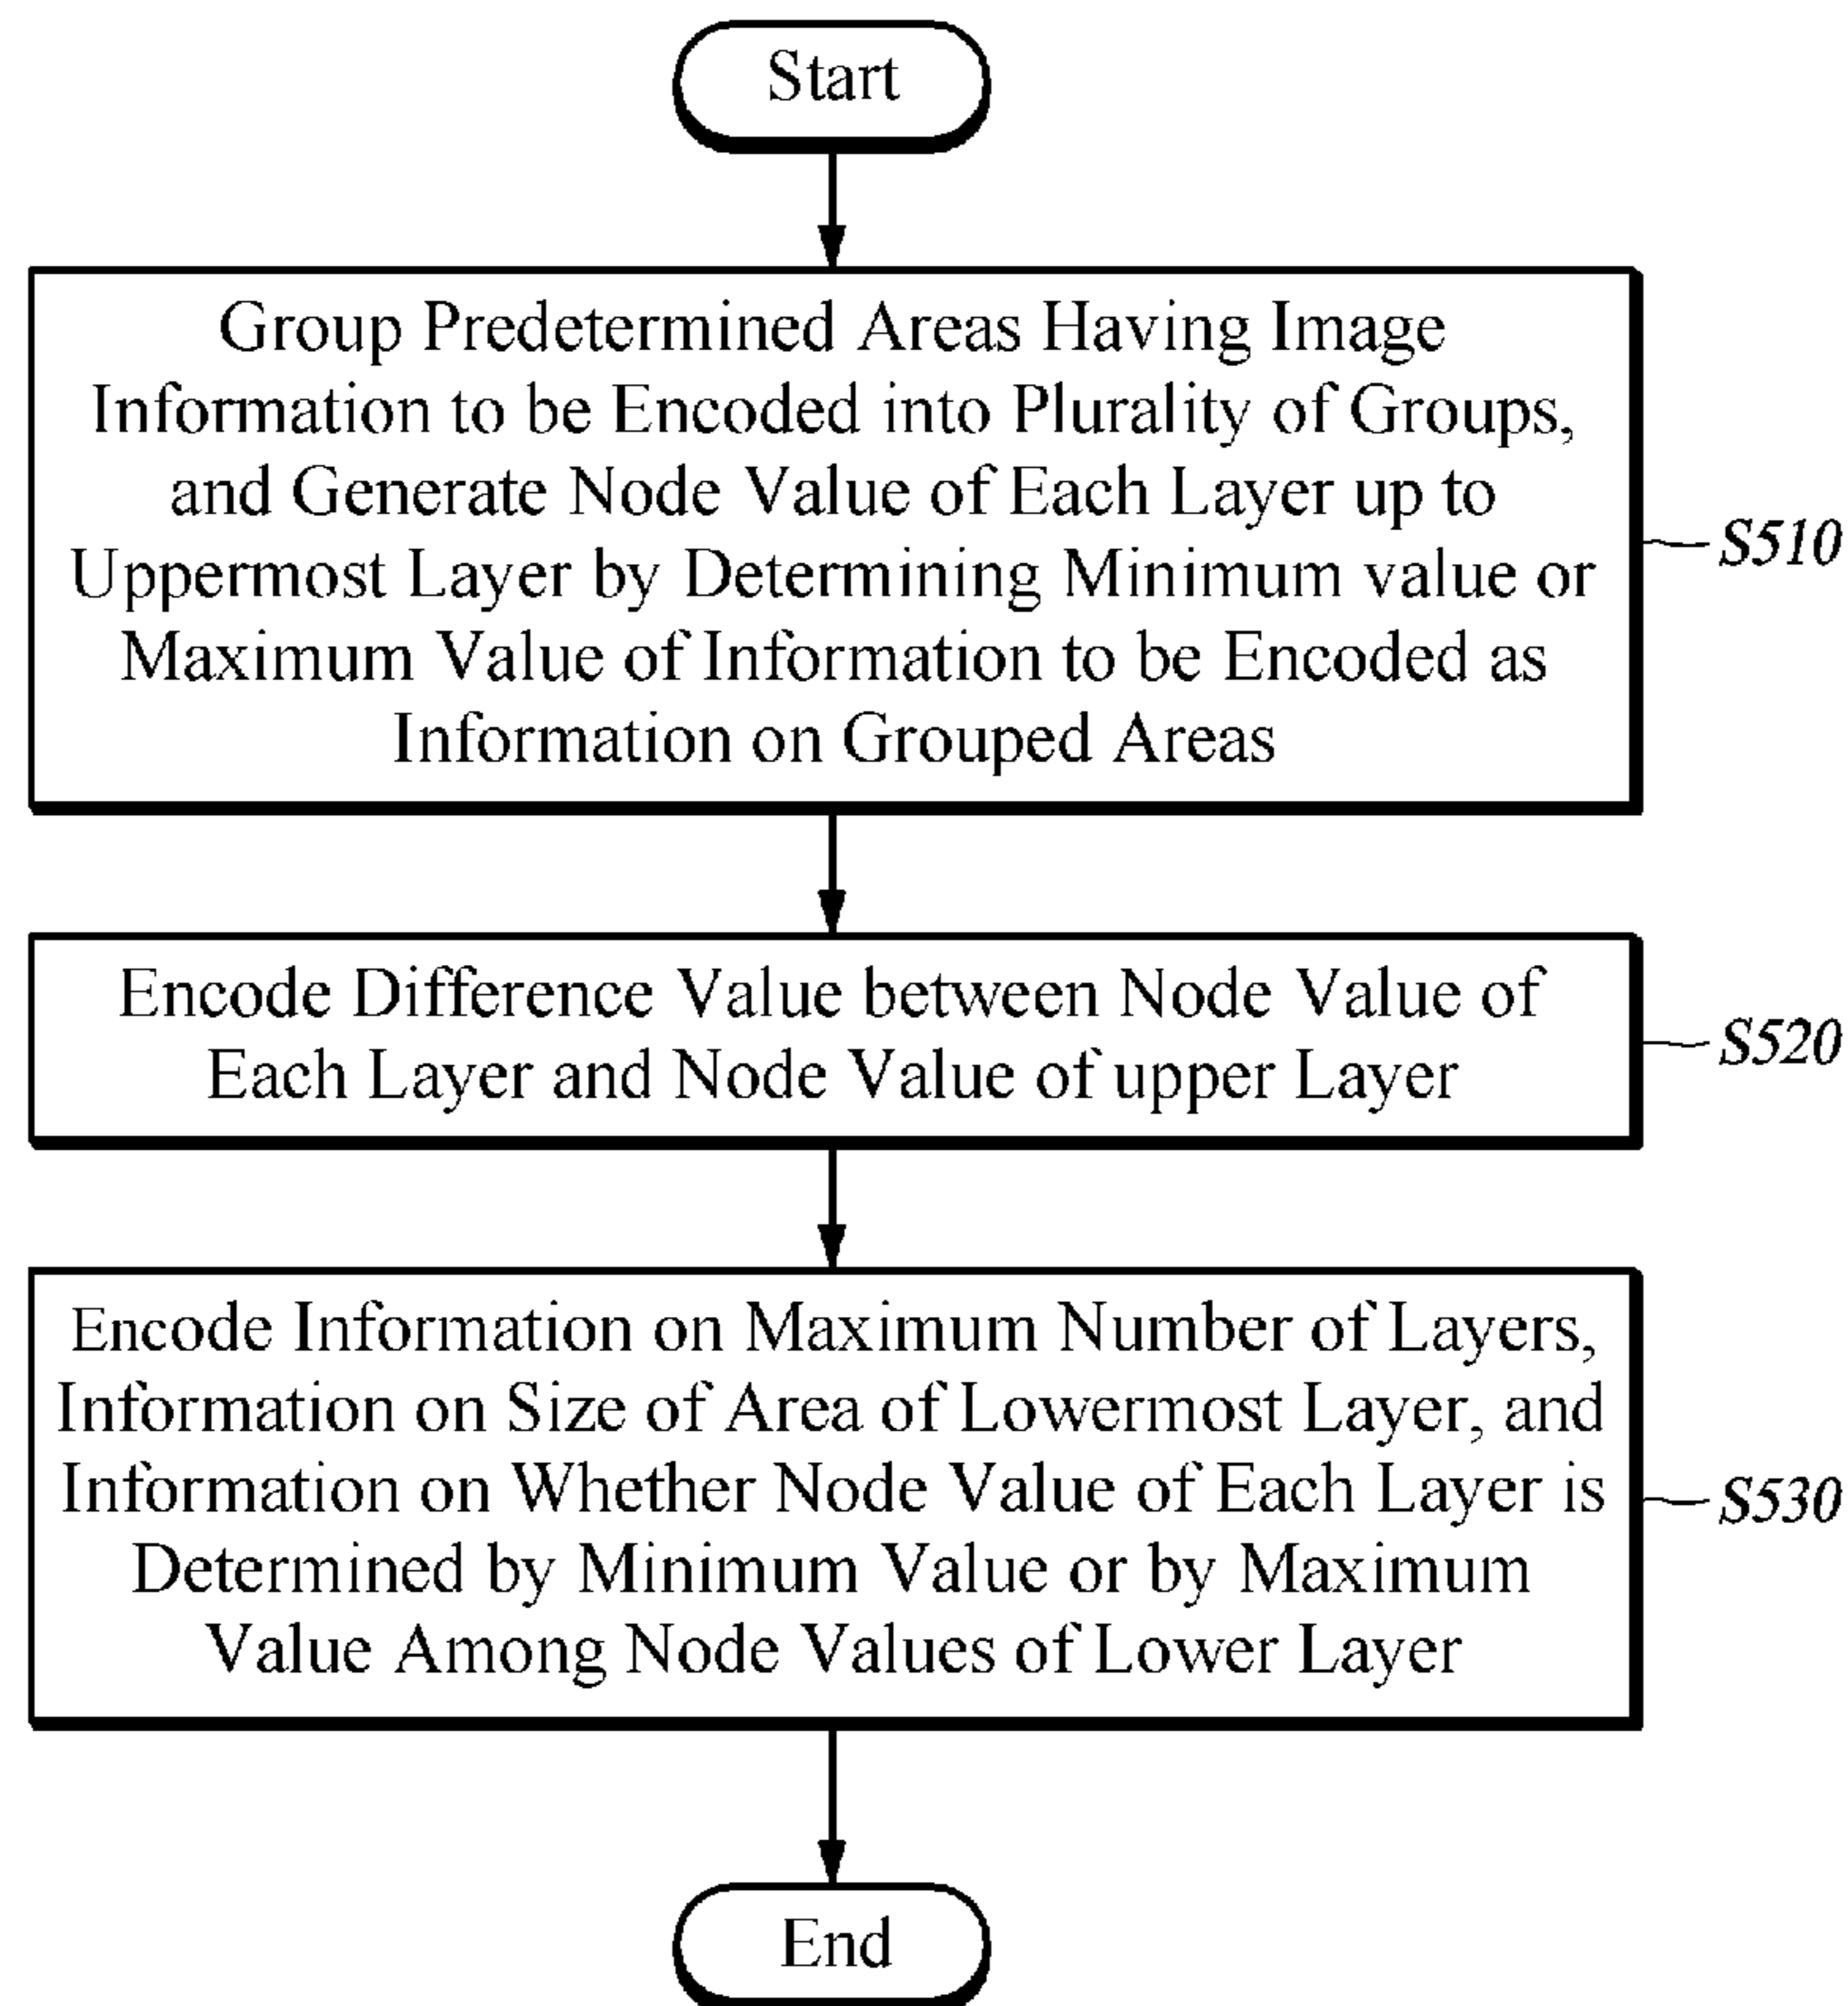 Start
Group Predetermined Areas Having Image
Information to be Encoded into Plurality of Groups,
and Generate Node Value of Each Layer up to
Uppermost Layer by Determining Minimum value or
Maximum Value of Information to be Encoded as
Information on Grouped Areas
S510
Encode Difference Value between Node Value of
Each Layer and Node Value of upper Layer
S520
Encode Information on Maximum Number of Layers,
Information on Size of Area of Lowermost Layer, and
Information on Whether Node Value of Each Layer is
Determined by Minimum Value or by Maximum
Value Among Node Values of Lower Layer
S530
End